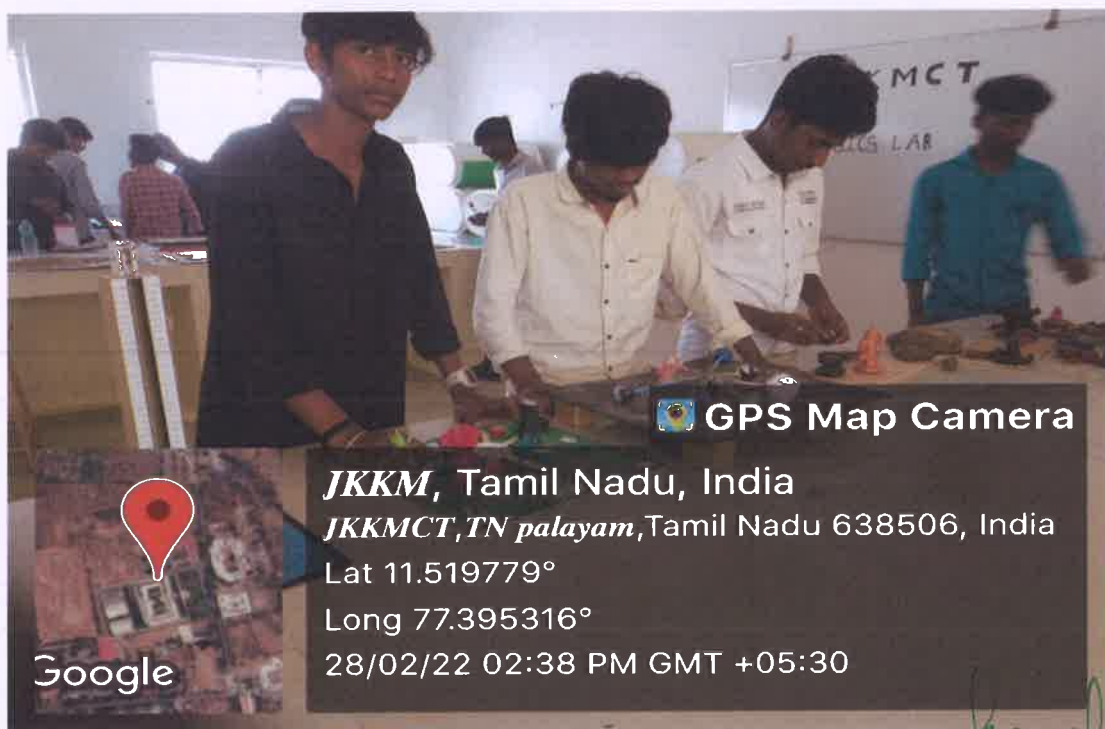 KMCT
LAB
GPS Map Camera
JKKM, Tamil Nadu, India
JKKMCT,TN palayam,Tamil Nadu 638506, India
Lat 11.519779°
Long 77.395316°
28/02/22 02:38 PM GMT +05:30
Google